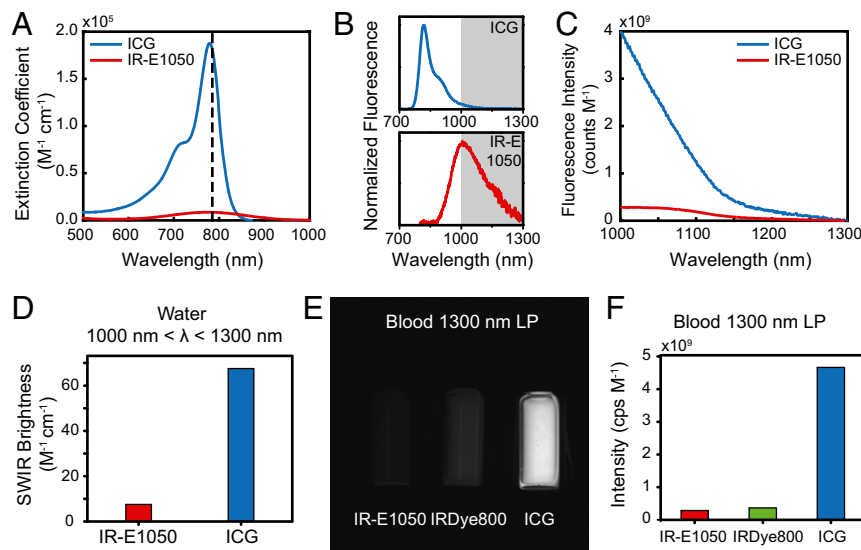 A
x10⁵
2.0
1.5
1.0
0.5
0.0
500 600 700 800 900 1000
Extinction Coefficient
(M⁻¹ cm⁻¹)
Wavelength (nm)
ICG
IR-E1050
B
ICG
700 1000 1300
IR-E
1050
700 1000 1300
Normalized Fluorescence
Wavelength (nm)
C
x10⁹
4
3
2
1
0
1000 1100 1200 1300
Fluorescence Intensity
(counts M⁻¹)
Wavelength (nm)
ICG
IR-E1050
D
Water
1000 nm < λ < 1300 nm
60
40
20
0
SWIR Brightness
(M⁻¹ cm⁻¹)
IR-E1050 ICG
E
Blood 1300 nm LP
IR-E1050 IRDye800 ICG
F
Blood 1300 nm LP
x10⁹
5
4
3
2
1
0
Intensity (cps M⁻¹)
IR-E1050 IRDye800 ICG